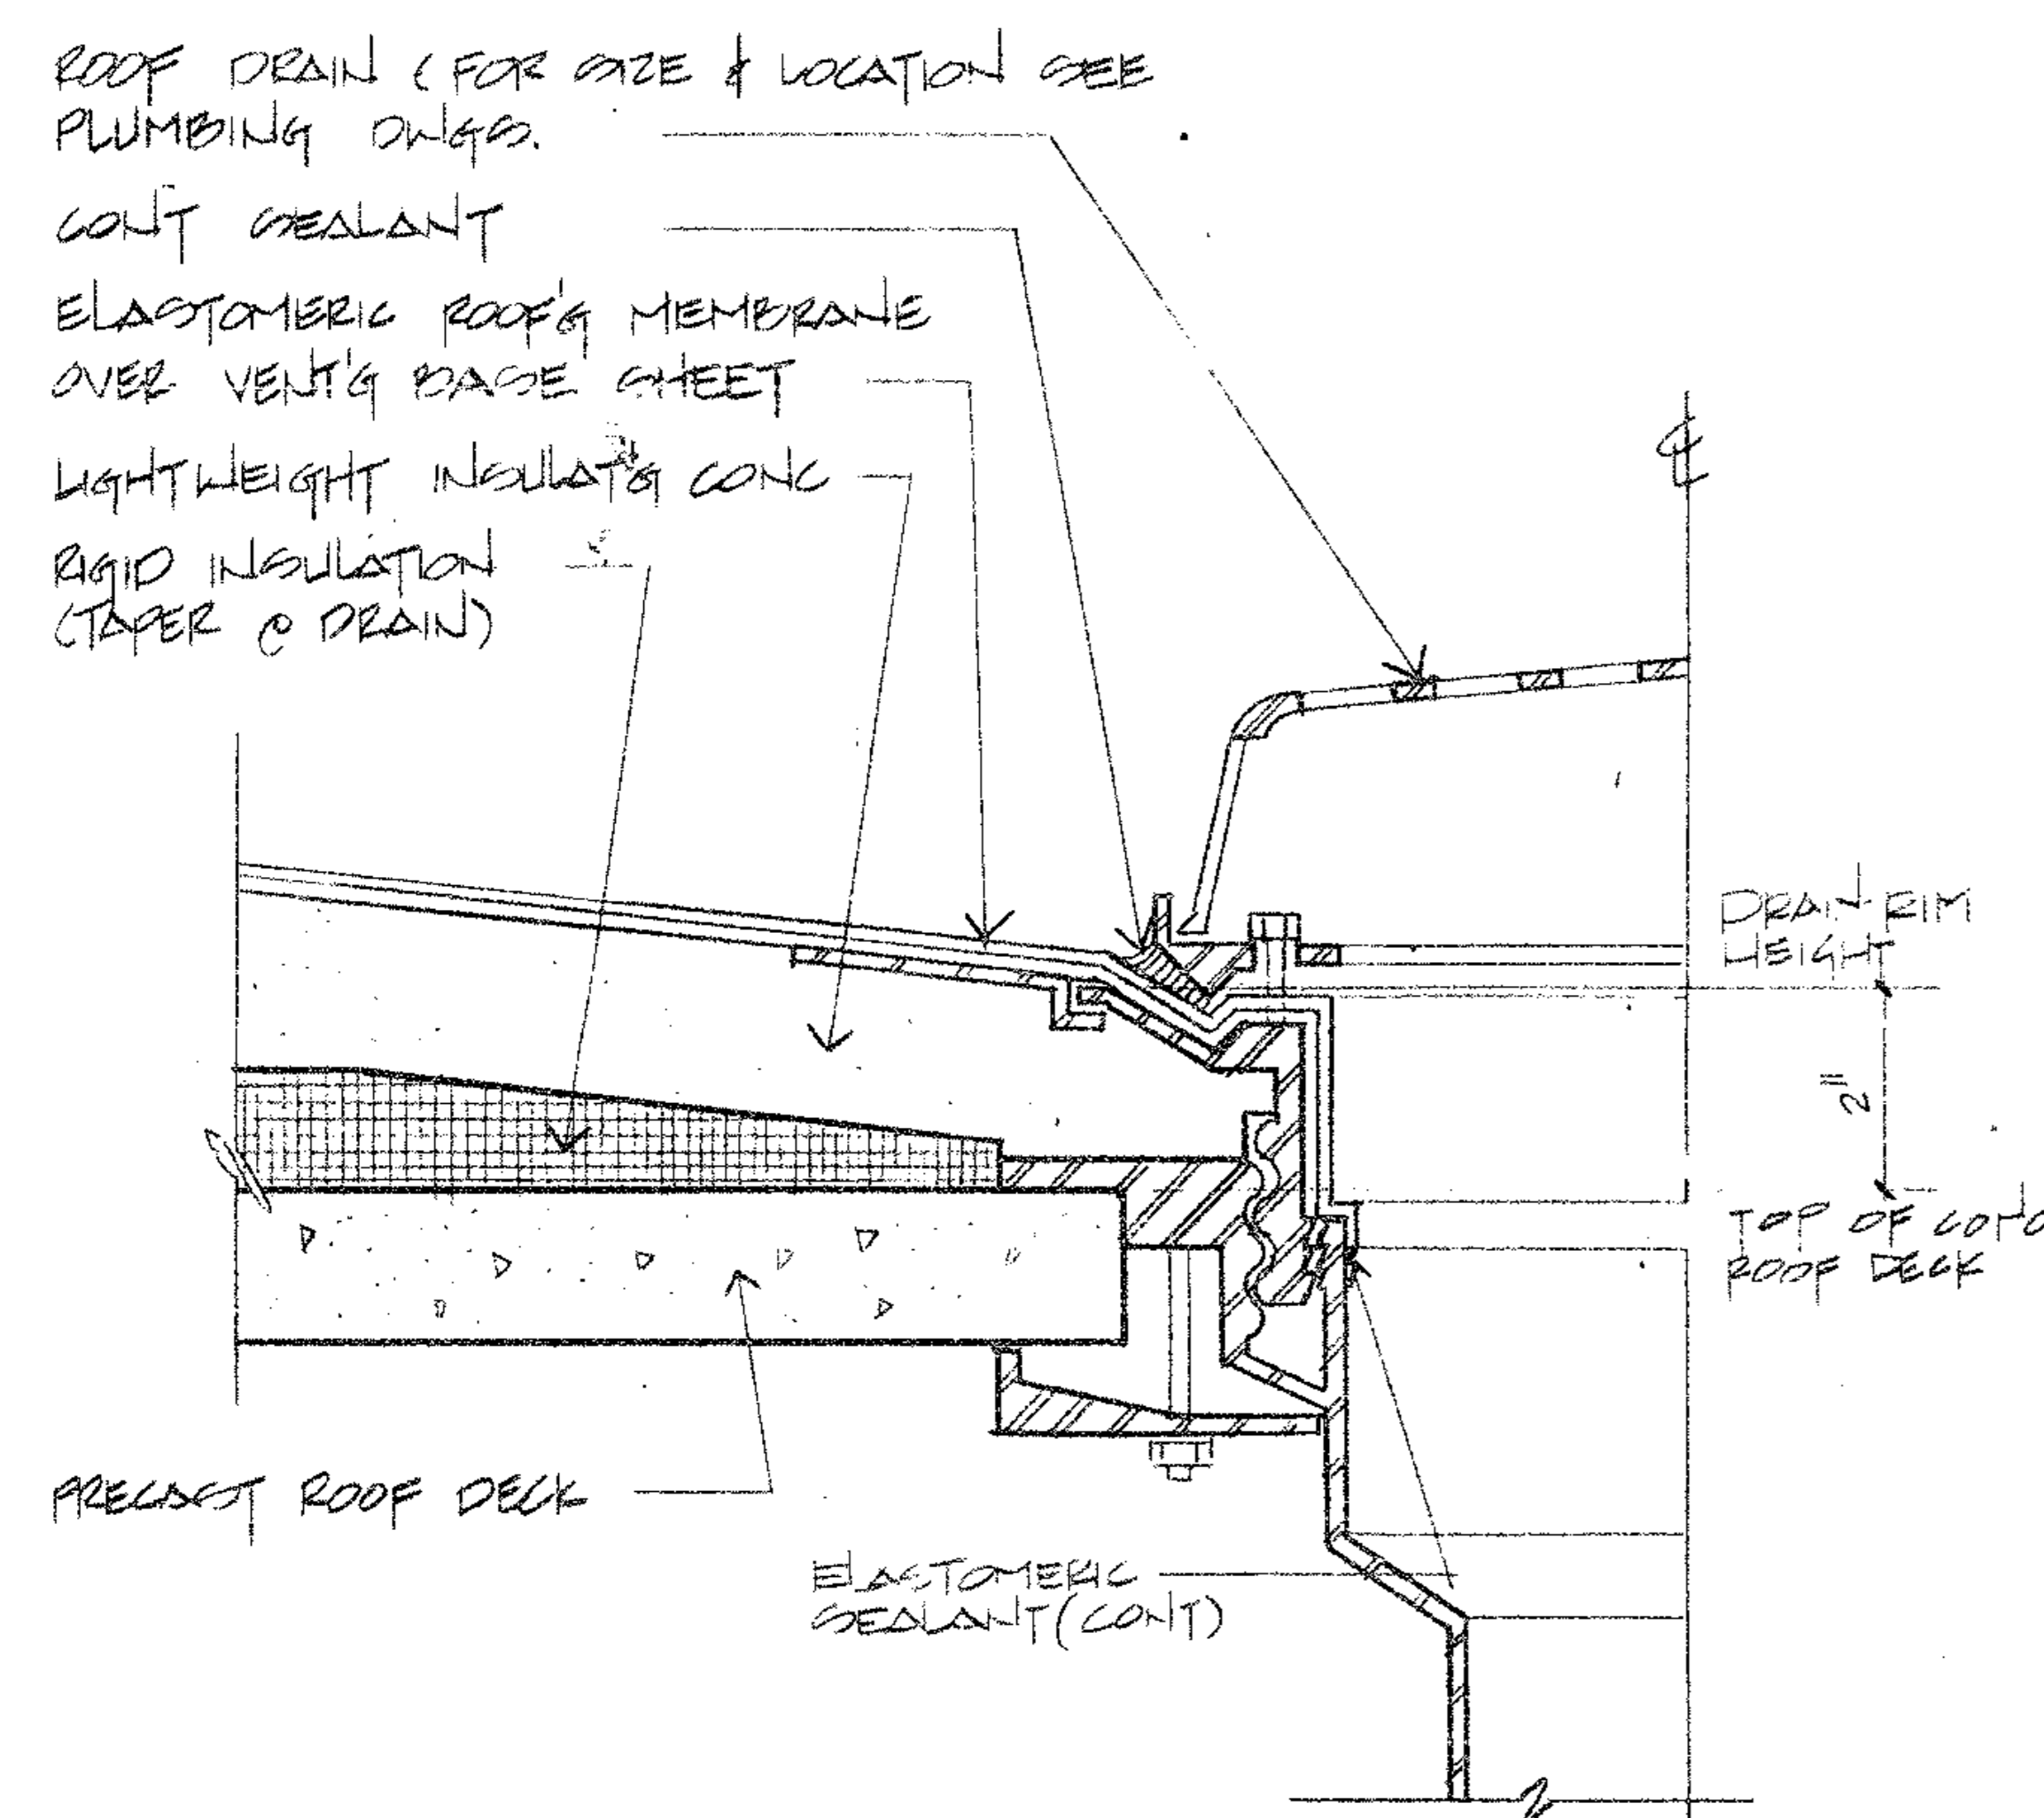 ROOF DRAIN (FOR SIZE & LOCATION SEE
PLUMBING DWGS.
CONT SEALANT
ELASTOMERIC ROOF'G MEMBRANE
OVER VENT'G BASE SHEET
LIGHTWEIGHT INSULAT'G CONC
RIGID INSULATION
(TAPER @ DRAIN)
℄
DRAIN RIM
HEIGHT
2"
TOP OF CONC
ROOF DECK
PRECAST ROOF DECK
ELASTOMERIC
SEALANT (CONT)